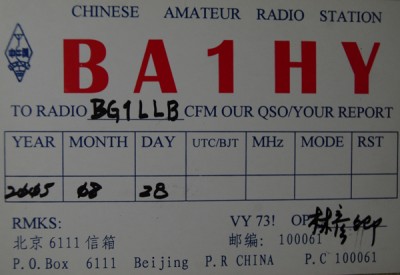 CHINESE AMATEUR RADIO STATION
BA1HY
TO RADIO BG1LLB CFM OUR QSO/YOUR REPORT
YEAR MONTH DAY UTC/BJT MHz MODE RST
2005 08 28
RMKS: VY 73! OP 林彦
北京 6111 信箱 邮编: 100061
P.O.Box 6111 Beijing P.R CHINA P.C 100061